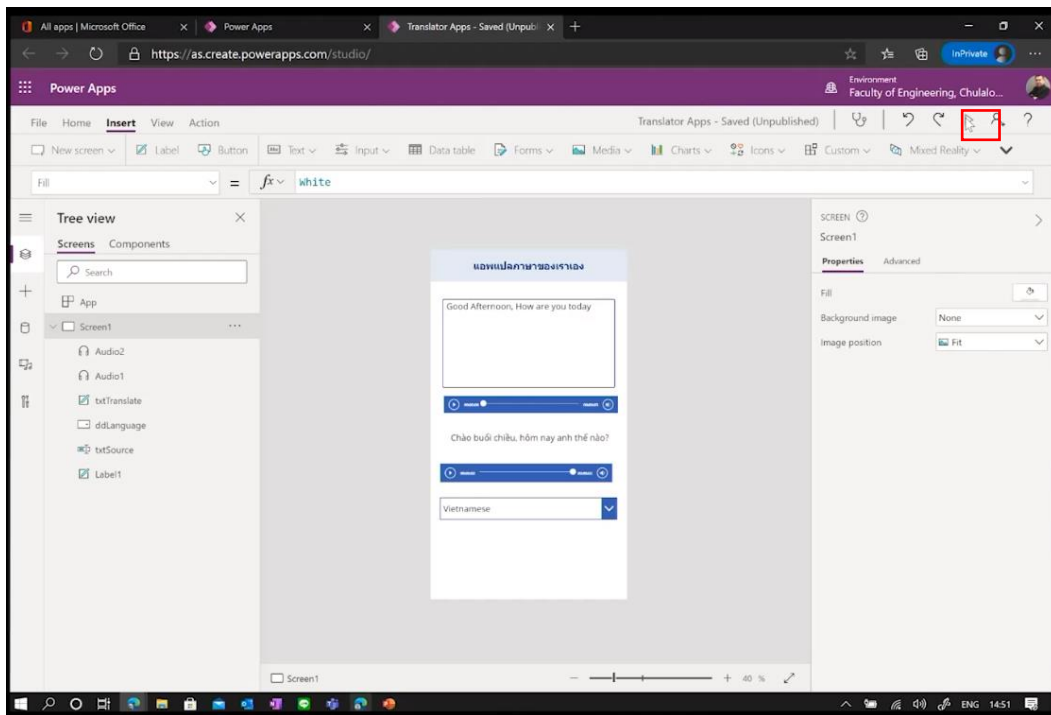 All apps | Microsoft Office
Power Apps
Translator Apps - Saved (Unpubl
https://as.create.powerapps.com/studio/
InPrivate
Power Apps
Environment
Faculty of Engineering, Chulalo...
File Home Insert View Action
Translator Apps - Saved (Unpublished)
New screen Label Button Text Input Data table Forms Media Charts Icons Custom Mixed Reality
Fill = fx White
Tree view
Screens Components
Search
App
Screen1
Audio2
Audio1
txtTranslate
ddLanguage
txtSource
Label1
แอพแปลภาษาของเราเอง
Good Afternoon, How are you today
Chào buổi chiều, hôm nay anh thế nào?
Vietnamese
SCREEN
Screen1
Properties Advanced
Fill
Background image None
Image position Fit
Screen1
40 %
ENG 14:51